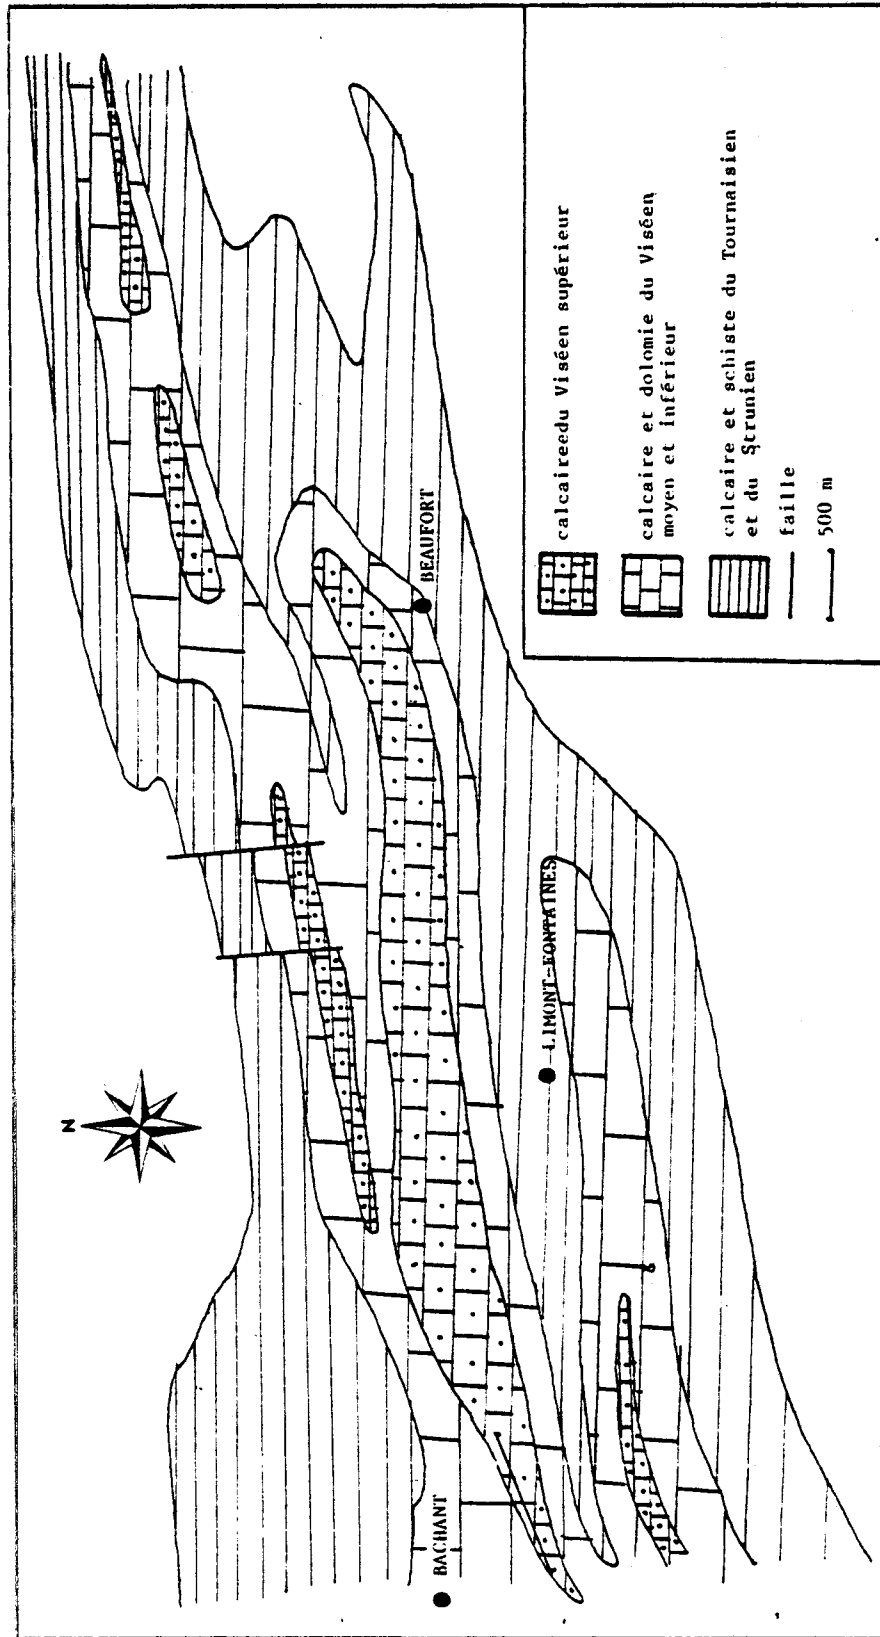 N
BEAUFORT
LIMONT-FONTAINES
BACHANT
calcaireedu Viséen supérieur
calcaire et dolomie du Viséen
moyen et inférieur
calcaire et schiste du Tournaisien
et du Strunien
faille
500 m